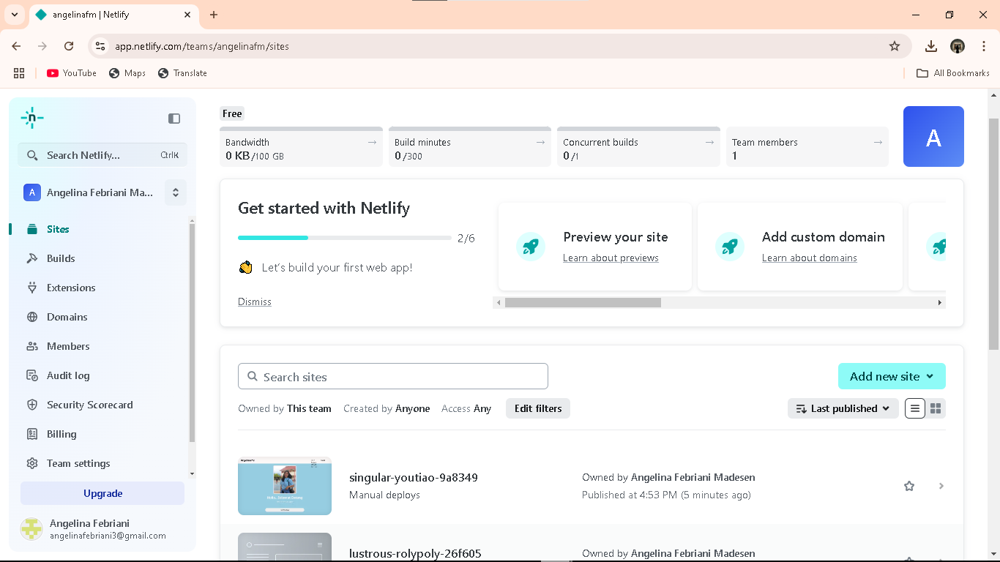 angelinafm | Netlify
app.netlify.com/teams/angelinafm/sites
YouTube Maps Translate All Bookmarks
n
Search Netlify... CtrlK
A Angelina Febriani Ma...
Sites
Builds
Extensions
Domains
Members
Audit log
Security Scorecard
Billing
Team settings
Upgrade
Angelina Febriani
angelinafebriani3@gmail.com
Free
Bandwidth → Build minutes → Concurrent builds → Team members →
0 KB /100 GB 0 /300 0 /1 1
A
Get started with Netlify
2/6
Let's build your first web app!
Dismiss
Preview your site
Learn about previews
Add custom domain
Learn about domains
Search sites
Add new site
Owned by This team Created by Anyone Access Any Edit filters Last published
singular-youtiao-9a8349 Owned by Angelina Febriani Madesen
Manual deploys Published at 4:53 PM (5 minutes ago)
lustrous-rolypoly-26f605 Owned by Angelina Febriani Madesen